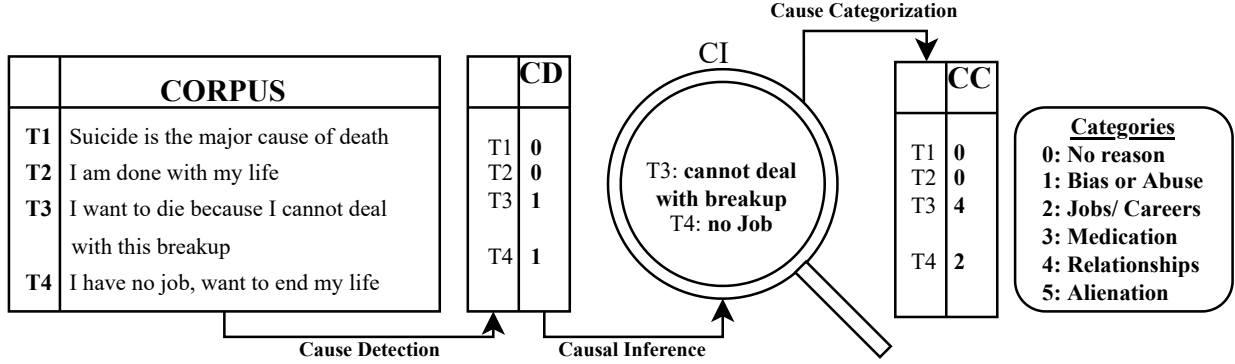 Cause Categorization
CORPUS
T1 Suicide is the major cause of death
T2 I am done with my life
T3 I want to die because I cannot deal
with this breakup
T4 I have no job, want to end my life
Cause Detection
CD
T1 0
T2 0
T3 1
T4 1
Causal Inference
CI
T3: cannot deal
with breakup
T4: no Job
CC
T1 0
T2 0
T3 4
T4 2
Categories
0: No reason
1: Bias or Abuse
2: Jobs/ Careers
3: Medication
4: Relationships
5: Alienation